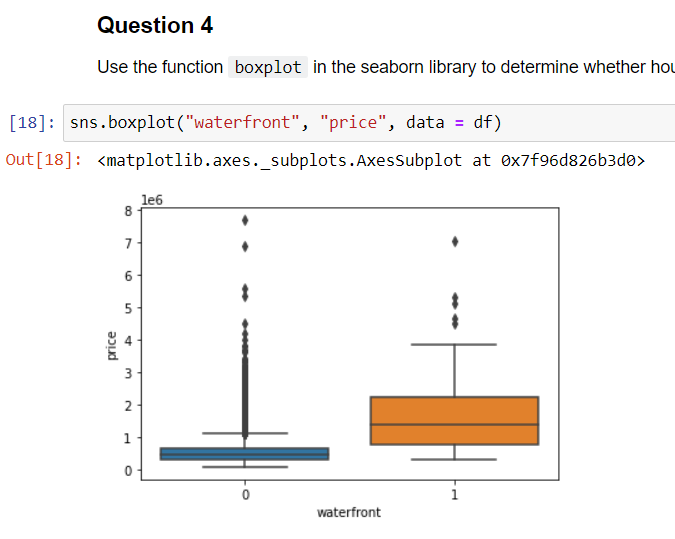 Question 4
Use the function boxplot in the seaborn library to determine whether
[18]: sns.boxplot("waterfront", "price", data = df)
Out[18]: <matplotlib.axes._subplots.AxesSubplot at 0x7f96d826b3d0>
1e6
8
7
6
5
4
3
2
1
0
price
0 1
waterfront